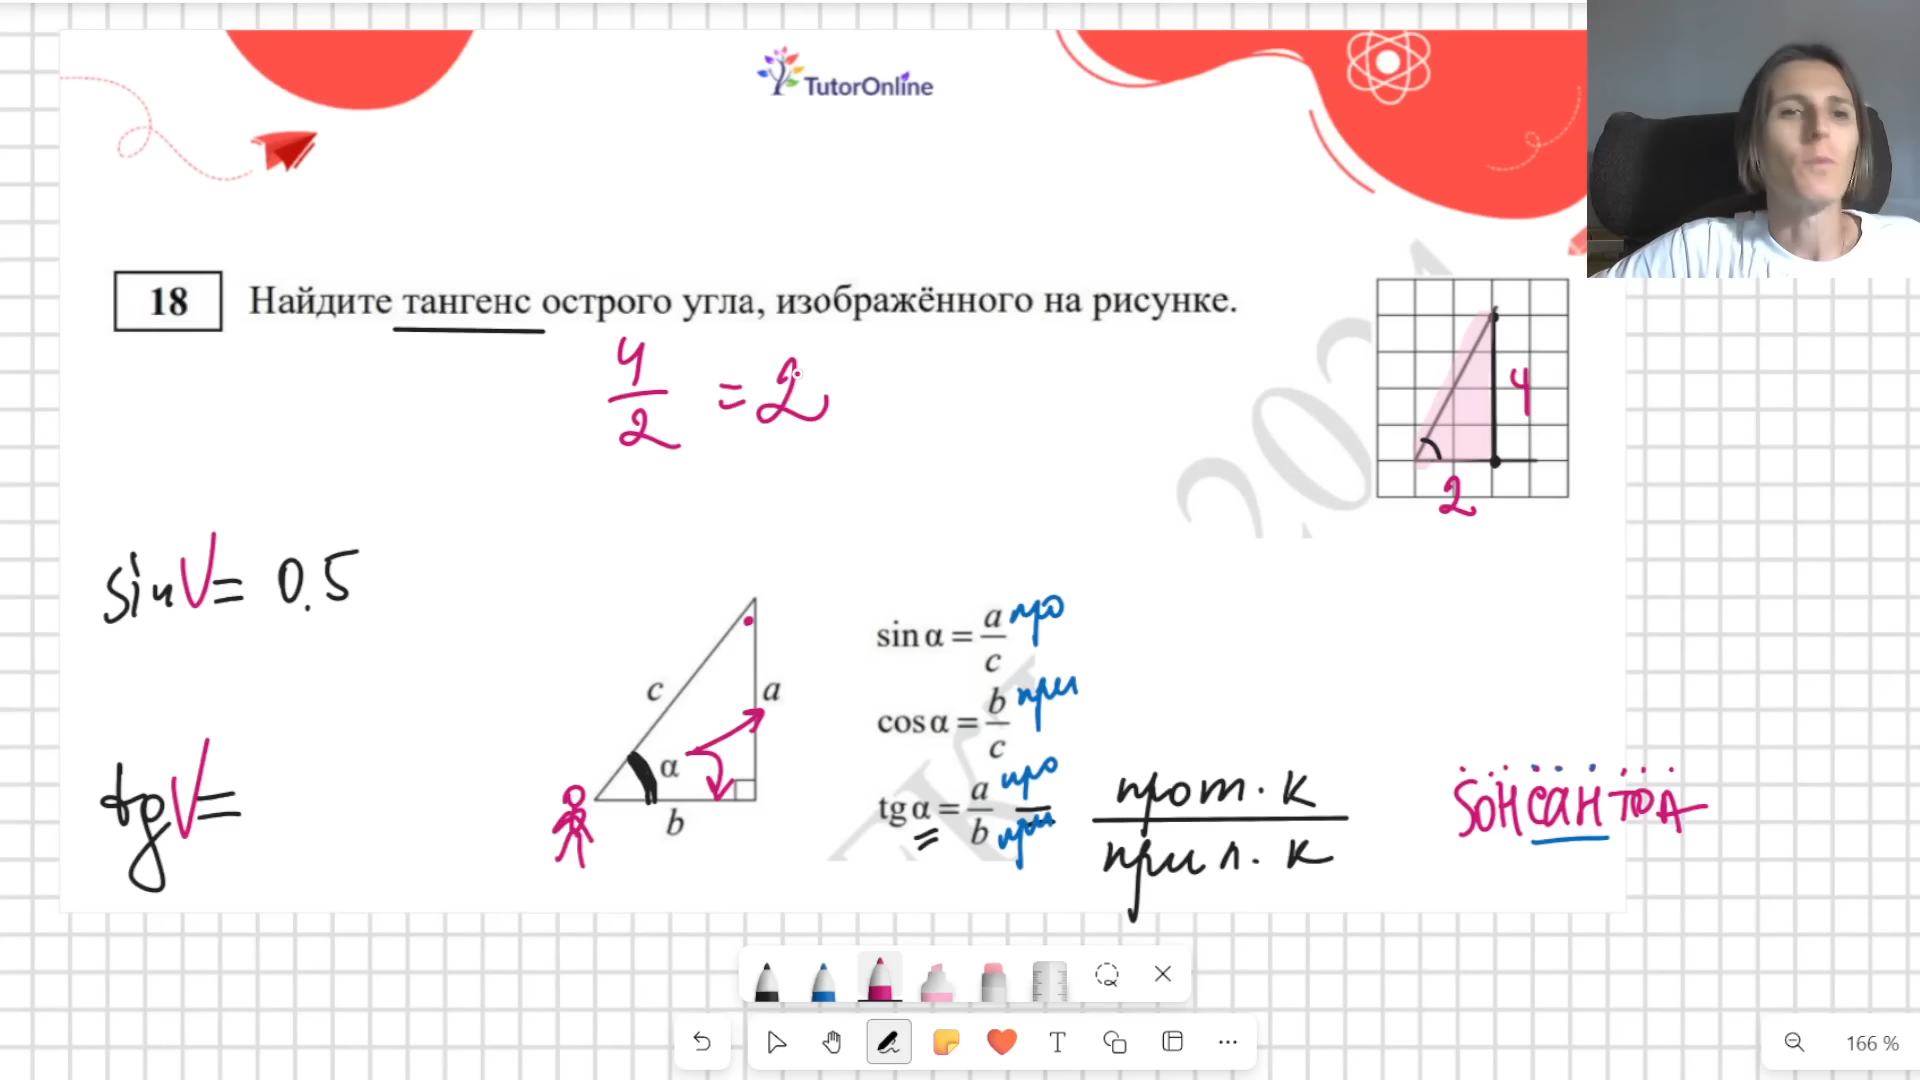 TutorOnline
18 Найдите тангенс острого угла, изображённого на рисунке.
4/2 = 2
4
2
sin V = 0.5
c
a
α
b
sin α = a/c про
cos α = b/c при
tg α = a/b про при = прот. к / прил. к
tg V =
166 %